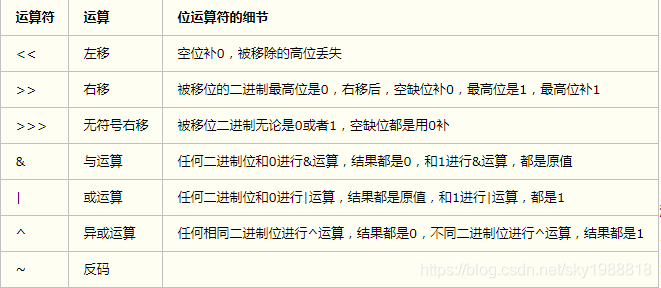 运算符 运算 位运算符的细节
<< 左移 空位补0，被移除的高位丢失
>> 右移 被移位的二进制最高位是0，右移后，空缺位补0，最高位是1，最高位补1
>>> 无符号右移 被移位二进制无论是0或者1，空缺位都是用0补
& 与运算 任何二进制位和0进行&运算，结果都是0，和1进行&运算，都是原值
| 或运算 任何二进制位和0进行|运算，结果都是原值，和1进行|运算，都是1
^ 异或运算 任何相同二进制位进行^运算，结果都是0，不同二进制位进行^运算，结果都是1
~ 反码
https://blog.csdn.net/sky1988818